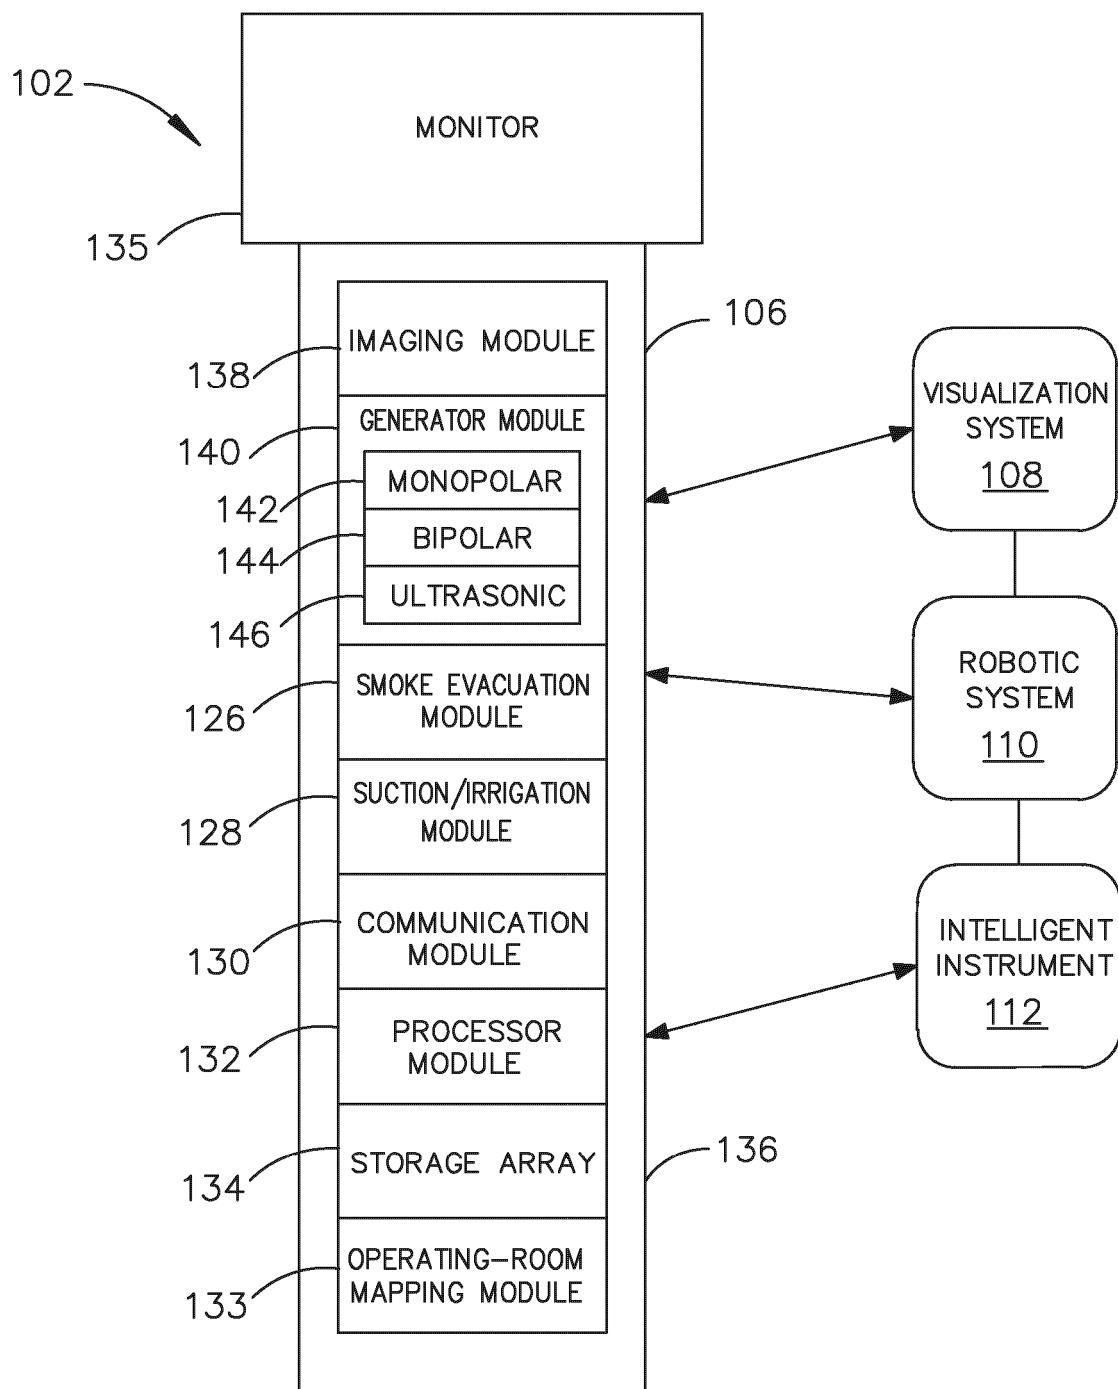 102
MONITOR
135
IMAGING MODULE
138
106
GENERATOR MODULE
140
MONOPOLAR
142
BIPOLAR
144
ULTRASONIC
146
SMOKE EVACUATION
MODULE
126
SUCTION/IRRIGATION
MODULE
128
COMMUNICATION
MODULE
130
PROCESSOR
MODULE
132
STORAGE ARRAY
134
136
OPERATING-ROOM
MAPPING MODULE
133
VISUALIZATION
SYSTEM
108
ROBOTIC
SYSTEM
110
INTELLIGENT
INSTRUMENT
112